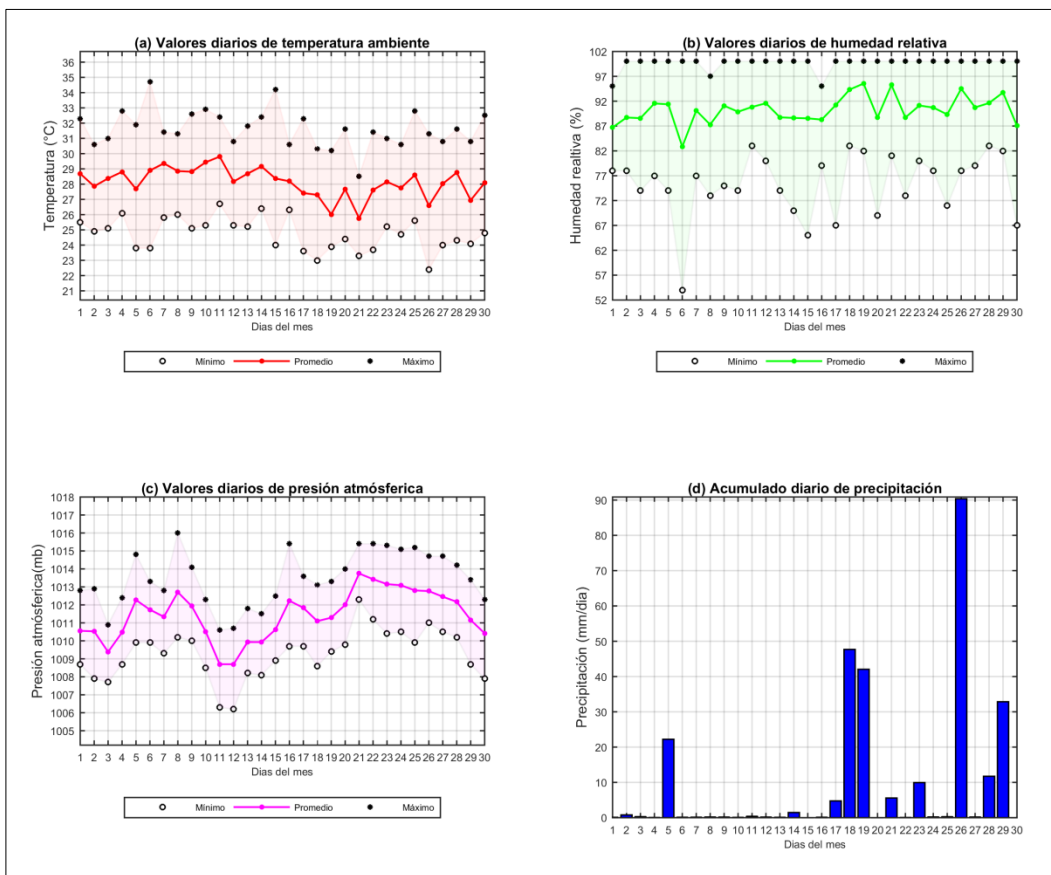 (a) Valores diarios de temperatura ambiente
36
35
34
33
32
31
30
29
28
27
26
25
24
23
22
21
Temperatura (°C)
1 2 3 4 5 6 7 8 9 10 11 12 13 14 15 16 17 18 19 20 21 22 23 24 25 26 27 28 29 30
Dias del mes
Mínimo Promedio Máximo
(b) Valores diarios de humedad relativa
102
97
92
87
82
77
72
67
62
57
52
Humedad realtiva (%)
1 2 3 4 5 6 7 8 9 10 11 12 13 14 15 16 17 18 19 20 21 22 23 24 25 26 27 28 29 30
Dias del mes
Mínimo Promedio Máximo
(c) Valores diarios de presión atmósferica
1018
1017
1016
1015
1014
1013
1012
1011
1010
1009
1008
1007
1006
1005
Presión atmósferica(mb)
1 2 3 4 5 6 7 8 9 10 11 12 13 14 15 16 17 18 19 20 21 22 23 24 25 26 27 28 29 30
Dias del mes
Mínimo Promedio Máximo
(d) Acumulado diario de precipitación
90
80
70
60
50
40
30
20
10
0
Precipitación (mm/dia)
1 2 3 4 5 6 7 8 9 10 11 12 13 14 15 16 17 18 19 20 21 22 23 24 25 26 27 28 29 30
Dias del mes